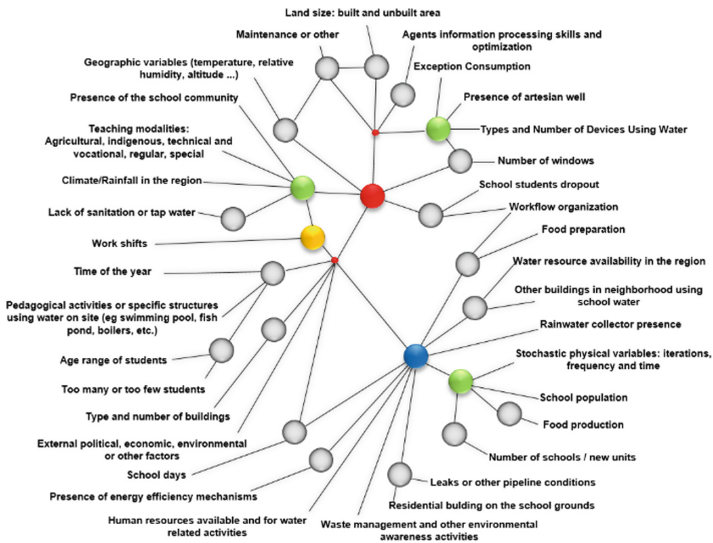 Land size: built and unbuilt area
Maintenance or other
Agents information processing skills and
optimization
Geographic variables (temperature, relative
humidity, altitude ...)
Exception Consumption
Presence of the school community
Presence of artesian well
Teaching modalities:
Agricultural, indigenous, technical and
vocational, regular, special
Types and Number of Devices Using Water
Number of windows
Climate/Rainfall in the region
School students dropout
Lack of sanitation or tap water
Workflow organization
Food preparation
Work shifts
Water resource availability in the region
Time of the year
Other buildings in neighborhood using
school water
Pedagogical activities or specific structures
using water on site (eg swimming pool, fish
pond, boilers, etc.)
Rainwater collector presence
Stochastic physical variables: iterations,
frequency and time
Age range of students
Too many or too few students
School population
Type and number of buildings
Food production
External political, economic, environmental
or other factors
Number of schools / new units
School days
Leaks or other pipeline conditions
Presence of energy efficiency mechanisms
Residential bulding on the school grounds
Human resources available and for water
related activities
Waste management and other environmental
awareness activities